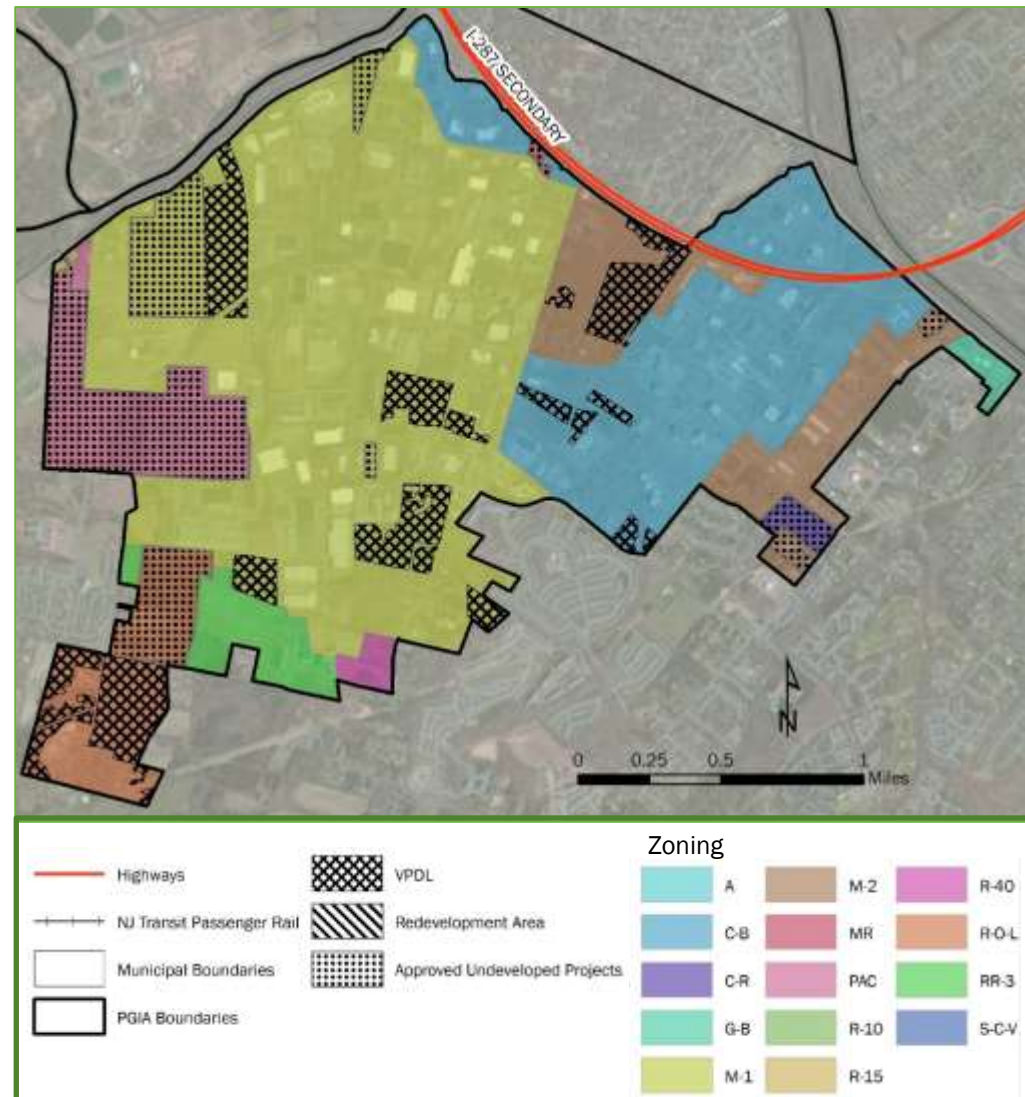 I-287 SECONDARY
N
0 0.25 0.5 1
Miles
Highways
NJ Transit Passenger Rail
Municipal Boundaries
PGIA Boundaries
VPDL
Redevelopment Area
Approved Undeveloped Projects
Zoning
A
C-B
C-R
G-B
M-1
M-2
MR
PAC
R-10
R-15
R-40
R-O-L
RR-3
S-C-V